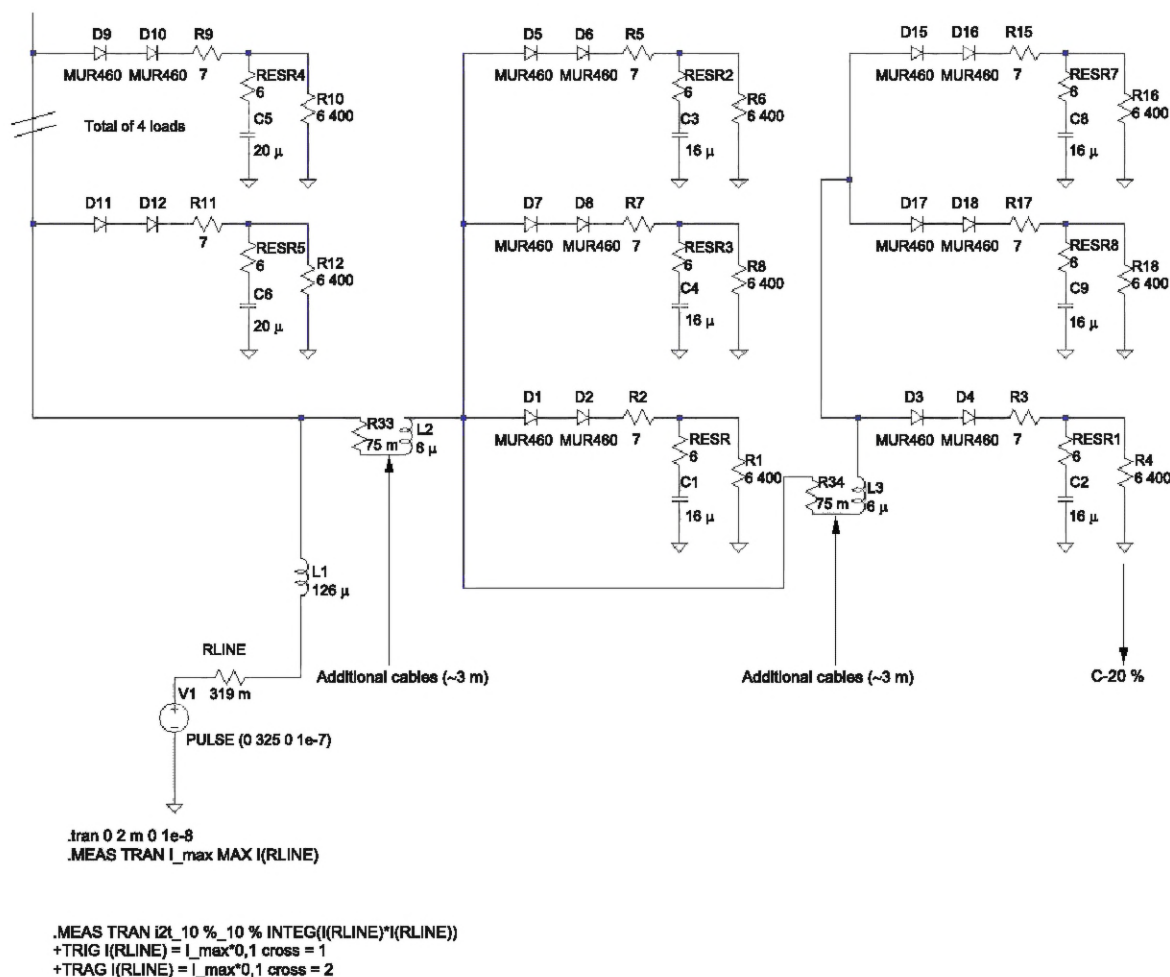 D9 D10 R9
MUR460 MUR460 7
RESR4
6
R10
6 400
C5
20 µ
Total of 4 loads
D11 D12 R11
7
RESR5
6
R12
6 400
C6
20 µ
D5 D6 R5
MUR460 MUR460 7
RESR2
6
R6
6 400
C3
16 µ
D7 D8 R7
MUR460 MUR460 7
RESR3
6
R8
6 400
C4
16 µ
D1 D2 R2
MUR460 MUR460 7
RESR
6
R1
6 400
C1
16 µ
D15 D16 R15
MUR460 MUR460 7
RESR7
6
R16
6 400
C8
16 µ
D17 D18 R17
MUR460 MUR460 7
RESR8
6
R18
6 400
C9
16 µ
D3 D4 R3
MUR460 MUR460 7
RESR1
6
R4
6 400
C2
16 µ
R33
75 m
L2
6 µ
R34
75 m
L3
6 µ
L1
126 µ
RLINE
319 m
V1
PULSE (0 325 0 1e-7)
Additional cables (~3 m)
Additional cables (~3 m)
C-20 %
.tran 0 2 m 0 1e-8
.MEAS TRAN I_max MAX I(RLINE)
.MEAS TRAN i2t_10 %_10 % INTEG(I(RLINE)*I(RLINE))
+TRIG I(RLINE) = I_max*0,1 cross = 1
+TRAG I(RLINE) = I_max*0,1 cross = 2